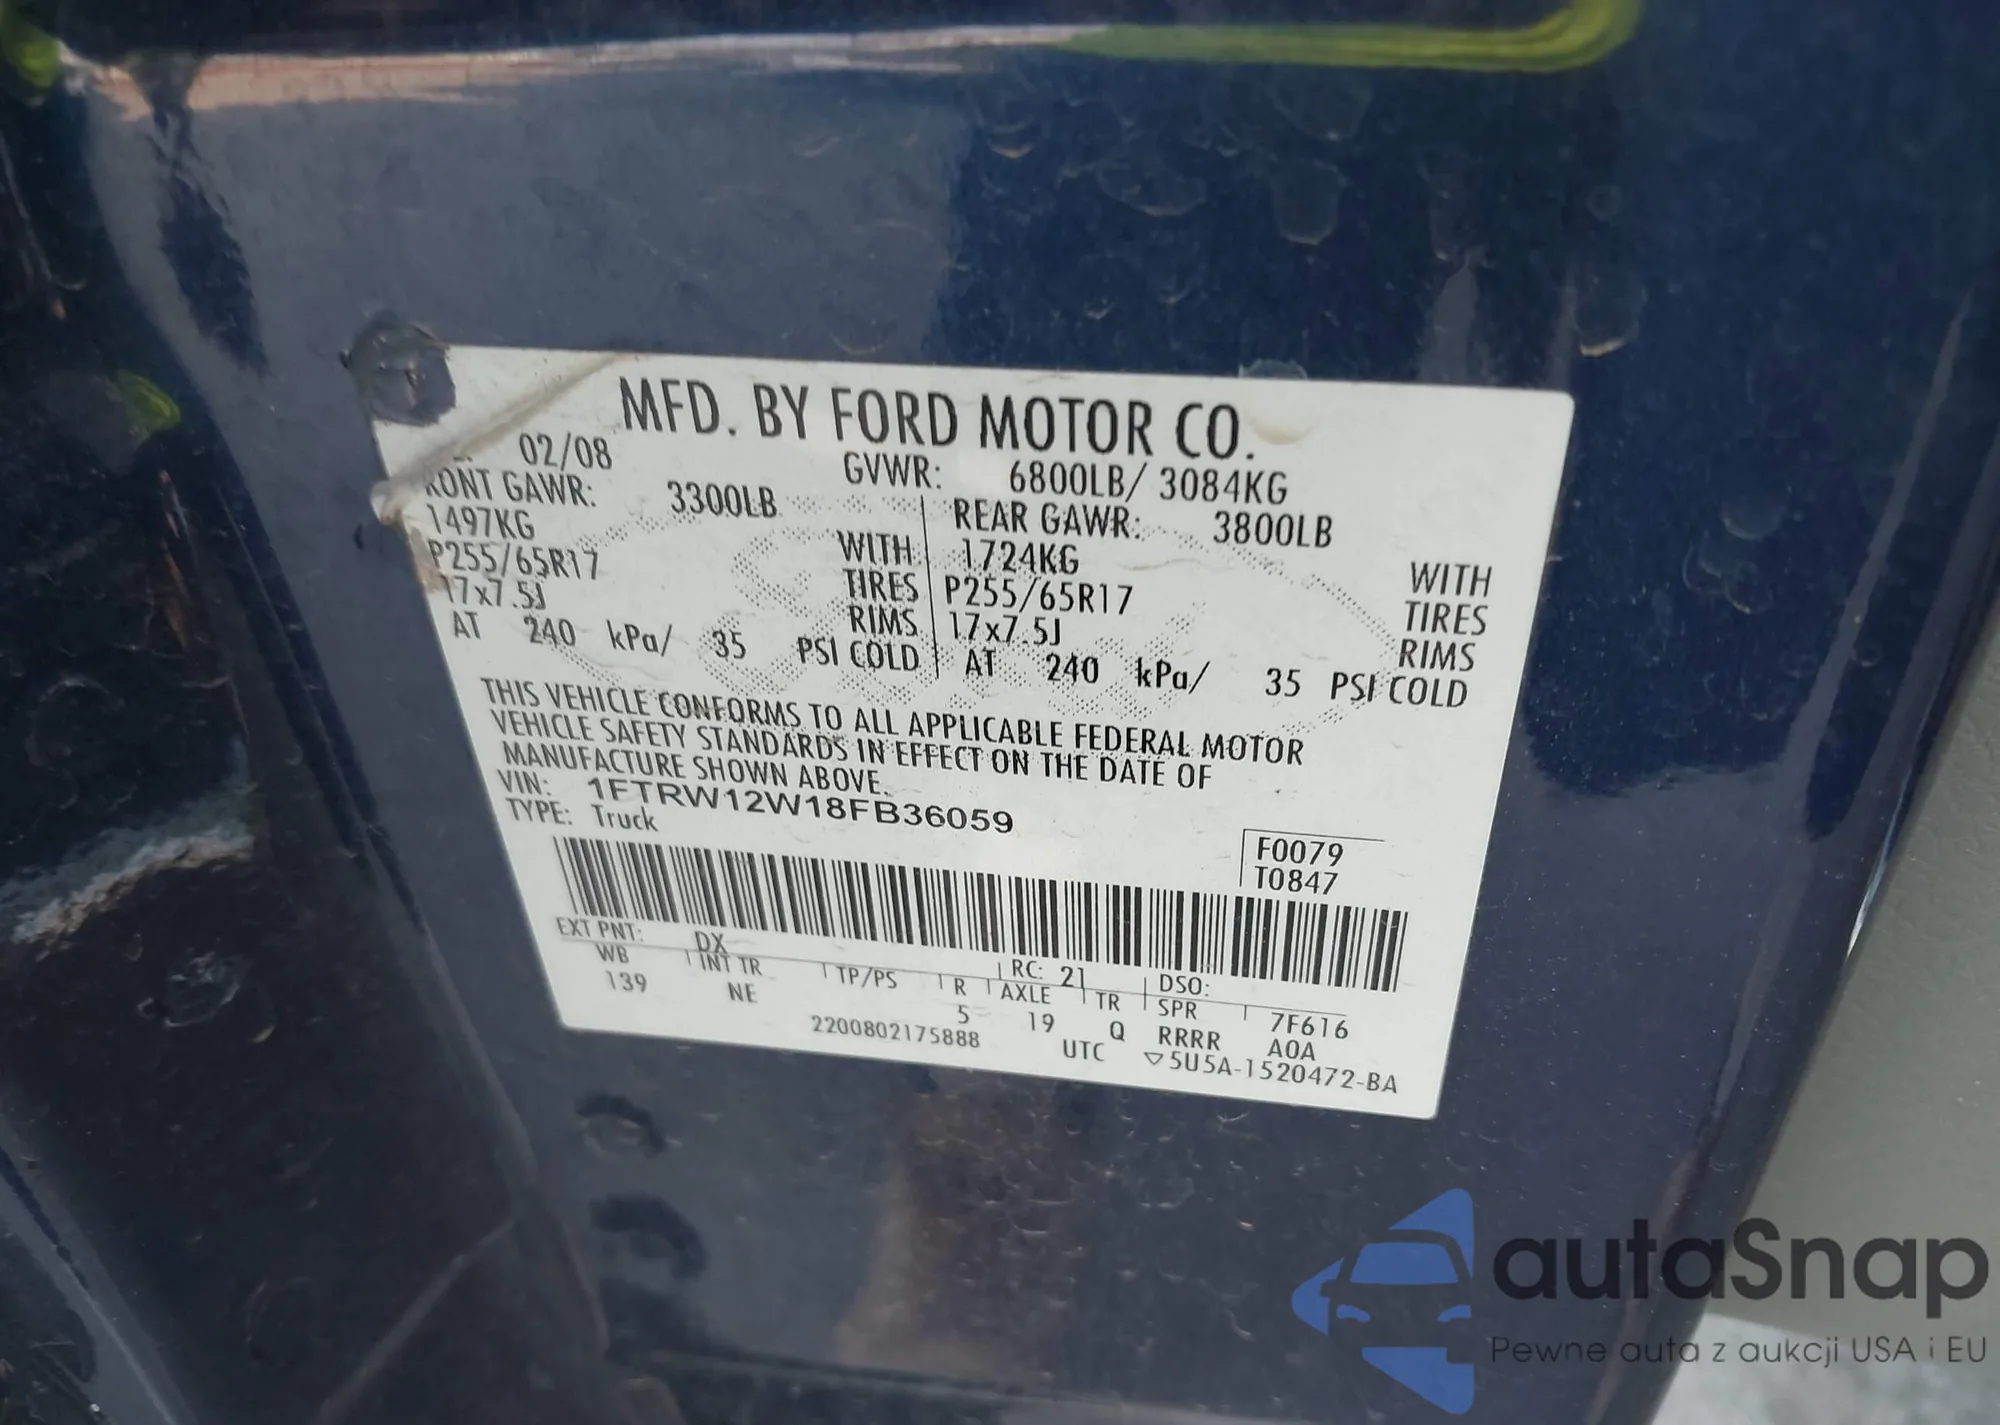 MFD. BY FORD MOTOR CO.
02/08 GVWR: 6800LB/ 3084KG
RONT GAWR: 3300LB REAR GAWR: 3800LB
1497KG WITH 1724KG WITH
P255/65R17 TIRES P255/65R17 TIRES
17x7.5J RIMS 17x7.5J RIMS
AT 240 kPa/ 35 PSI COLD AT 240 kPa/ 35 PSI COLD
THIS VEHICLE CONFORMS TO ALL APPLICABLE FEDERAL MOTOR
VEHICLE SAFETY STANDARDS IN EFFECT ON THE DATE OF
MANUFACTURE SHOWN ABOVE.
VIN: 1FTRW12W18FB36059
TYPE: Truck
F0079
T0847
EXT PNT: DX RC: 21 DSO:
WB INT TR TP/PS R AXLE TR SPR 7F616
139 NE 5 19 Q RRRR A0A
2200802175888 UTC ▽5U5A-1520472-BA
autaSnap
Pewne auta z aukcji USA i EU